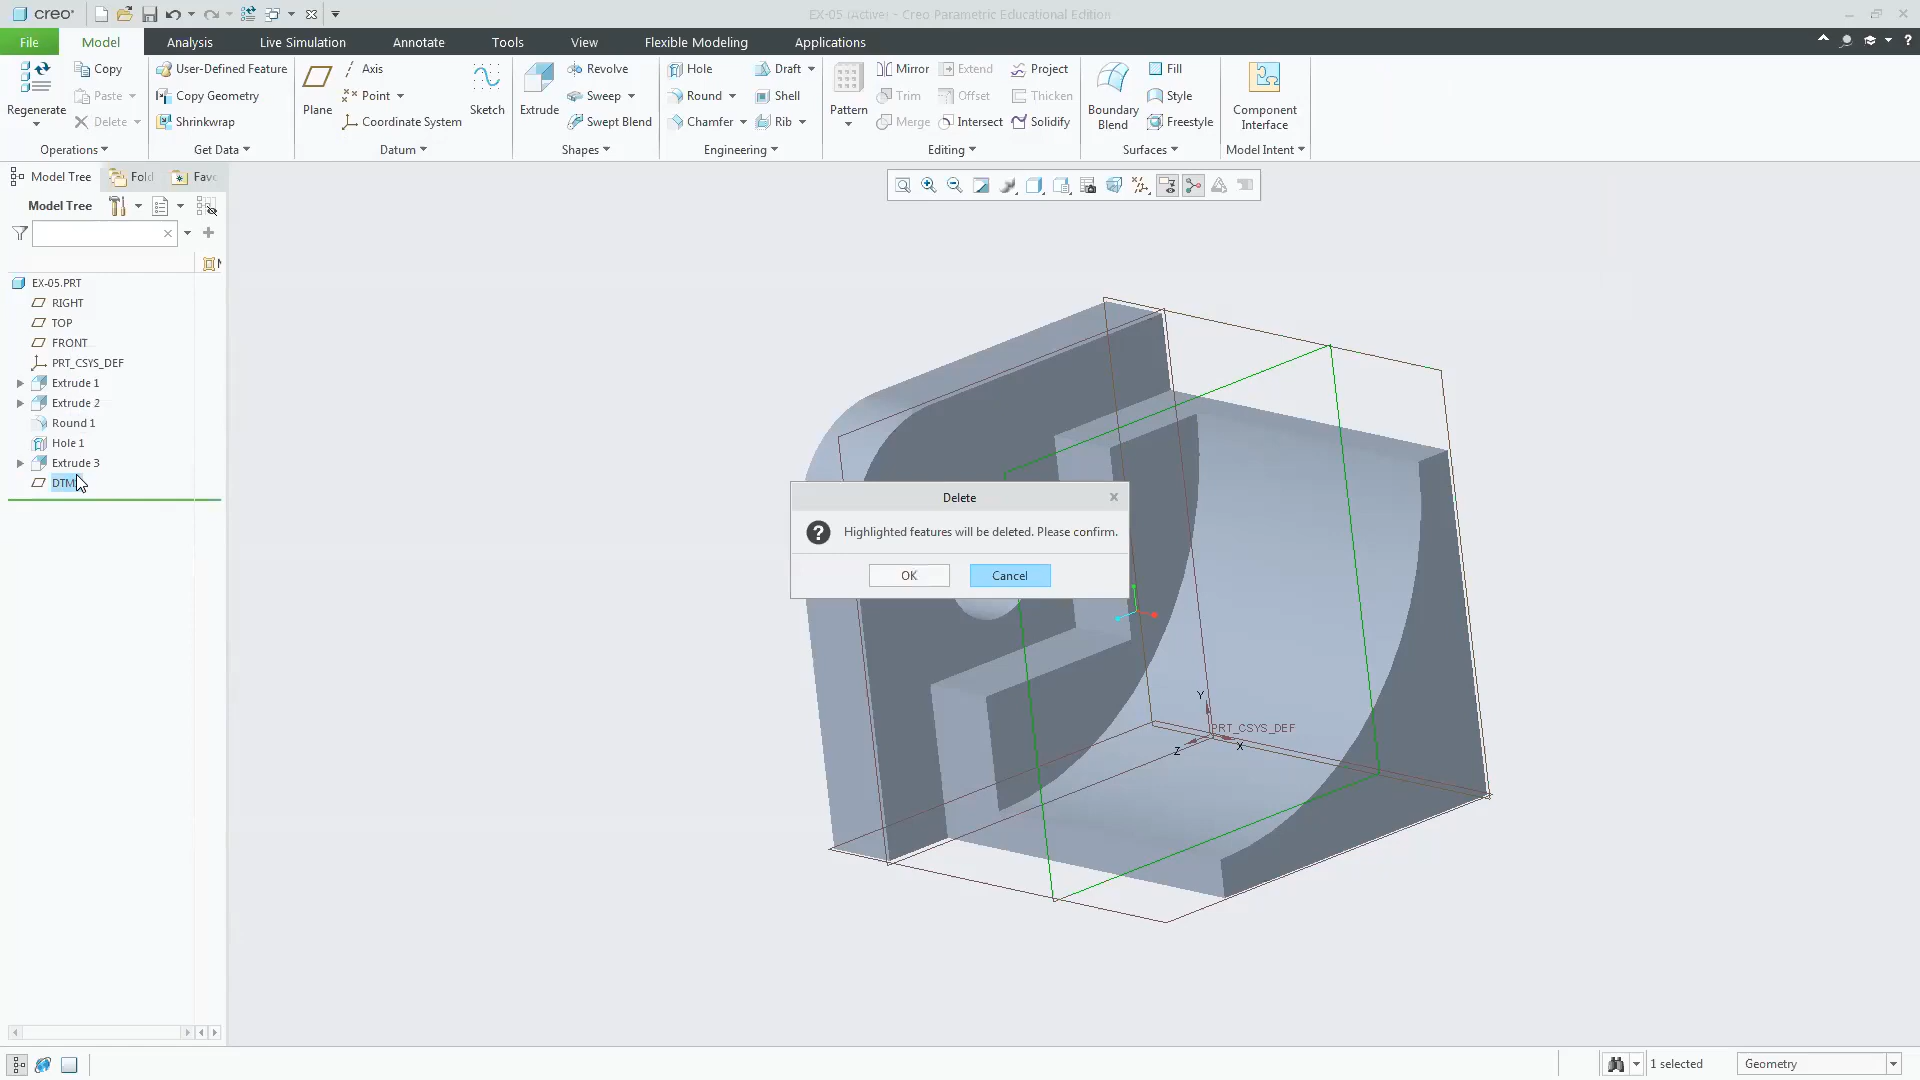 creo
EX-05 (Active) - Creo Parametric Educational Edition
File
Model
Analysis
Live Simulation
Annotate
Tools
View
Flexible Modeling
Applications
Regenerate
Copy
Paste
Delete
Operations
User-Defined Feature
Copy Geometry
Shrinkwrap
Get Data
Plane
Axis
Point
Coordinate System
Sketch
Datum
Extrude
Revolve
Sweep
Swept Blend
Shapes
Hole
Round
Chamfer
Draft
Shell
Rib
Engineering
Pattern
Mirror
Trim
Merge
Extend
Offset
Intersect
Project
Thicken
Solidify
Editing
Boundary
Blend
Fill
Style
Freestyle
Surfaces
Component
Interface
Model Intent
Model Tree
Fold
Fav
Model Tree
EX-05.PRT
RIGHT
TOP
FRONT
PRT_CSYS_DEF
Extrude 1
Extrude 2
Round 1
Hole 1
Extrude 3
Delete
Highlighted features will be deleted. Please confirm.
OK
Cancel
Y
PRT_CSYS_DEF
Z
X
1 selected
Geometry